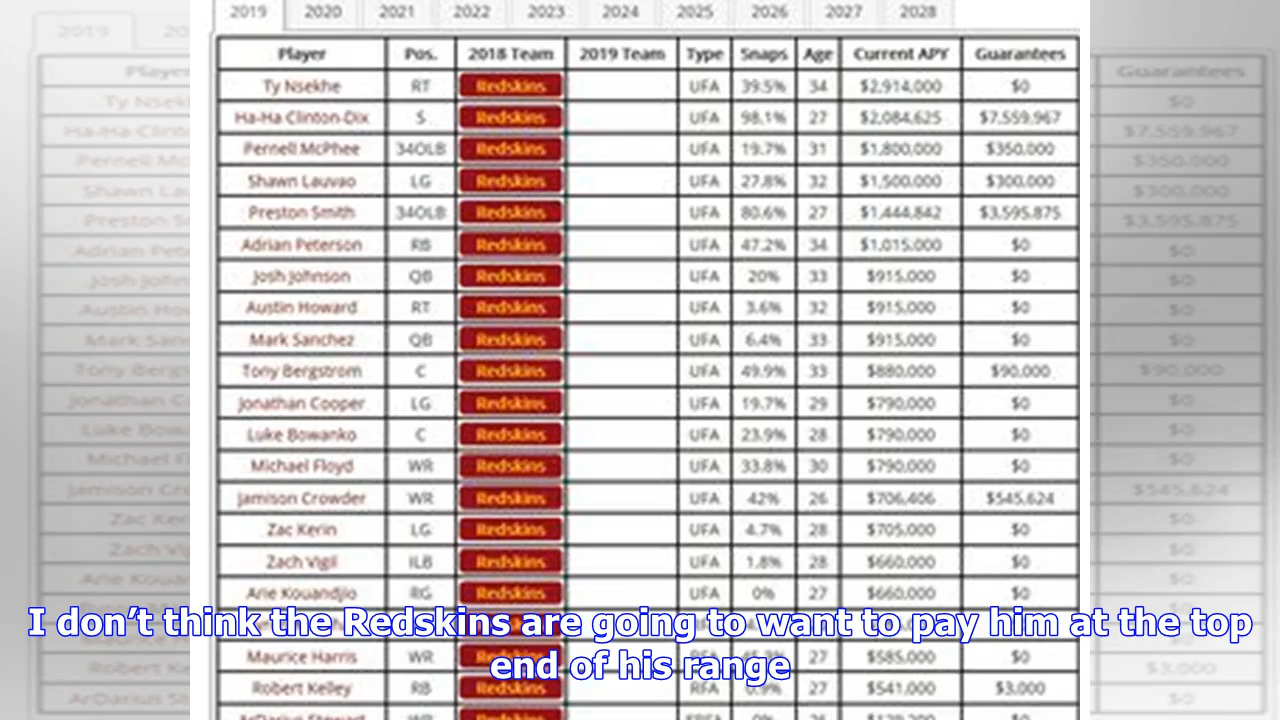 2019 2020 2021 2022 2023 2024 2025 2026 2027 2028
Player Pos. 2018 Team 2019 Team Type Snaps Age Current APY Guarantees
Ty Nsekhe RT Redskins UFA 39.5% 34 $2,914,000 $0
Ha-Ha Clinton-Dix S Redskins UFA 98.1% 27 $2,084,625 $7,559,967
Pernell McPhee 34OLB Redskins UFA 19.7% 31 $1,800,000 $350,000
Shawn Lauvao LG Redskins UFA 27.8% 32 $1,500,000 $300,000
Preston Smith 34OLB Redskins UFA 80.6% 27 $1,444,842 $3,595,875
Adrian Peterson RB Redskins UFA 47.2% 34 $1,015,000 $0
Josh Johnson QB Redskins UFA 20% 33 $915,000 $0
Austin Howard RT Redskins UFA 3.6% 32 $915,000 $0
Mark Sanchez QB Redskins UFA 6.4% 33 $915,000 $0
Tony Bergstrom C Redskins UFA 49.9% 33 $880,000 $90,000
Jonathan Cooper LG Redskins UFA 19.7% 29 $790,000 $0
Luke Bowanko C Redskins UFA 23.9% 28 $790,000 $0
Michael Floyd WR Redskins UFA 33.8% 30 $790,000 $0
Jamison Crowder WR Redskins UFA 42% 26 $706,406 $545,624
Zac Kerin LG Redskins UFA 4.7% 28 $705,000 $0
Zach Vigil ILB Redskins UFA 1.8% 28 $660,000 $0
Arie Kouandjio RG Redskins UFA 0% 27 $660,000 $0
I don’t think the Redskins are going to want to pay him at the top
end of his range
Maurice Harris WR Redskins 27 $585,000 $0
Robert Kelley RB Redskins RFA 27 $541,000 $3,000